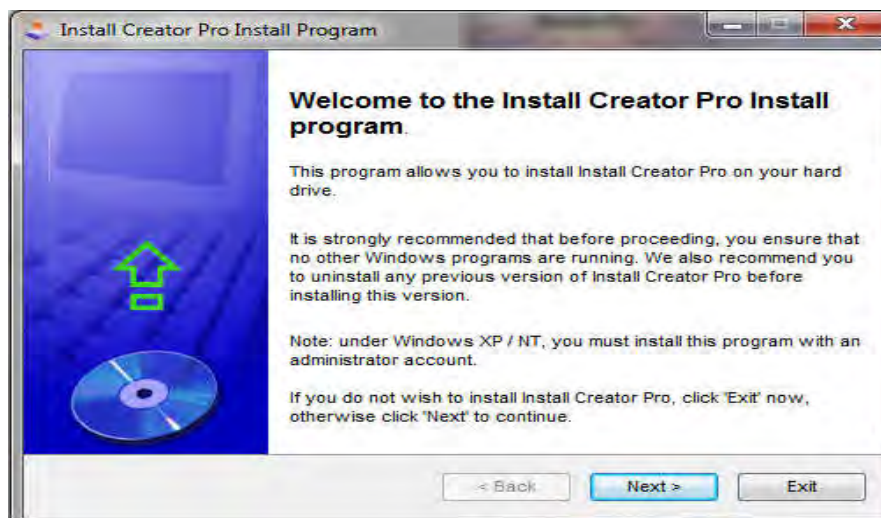 Install Creator Pro Install Program
Welcome to the Install Creator Pro Install
program.
This program allows you to install Install Creator Pro on your hard
drive.
It is strongly recommended that before proceeding, you ensure that
no other Windows programs are running. We also recommend you
to uninstall any previous version of Install Creator Pro before
installing this version.
Note: under Windows XP / NT, you must install this program with an
administrator account.
If you do not wish to install Install Creator Pro, click 'Exit' now,
otherwise click 'Next' to continue.
< Back Next > Exit